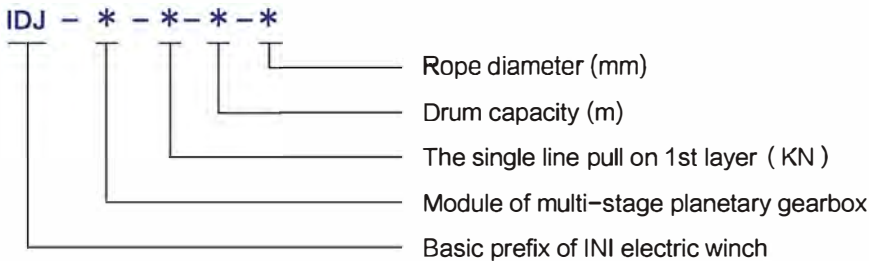 IDJ - * - * - * - *
Rope diameter (mm)
Drum capacity (m)
The single line pull on 1st layer ( KN )
Module of multi-stage planetary gearbox
Basic prefix of INI electric winch